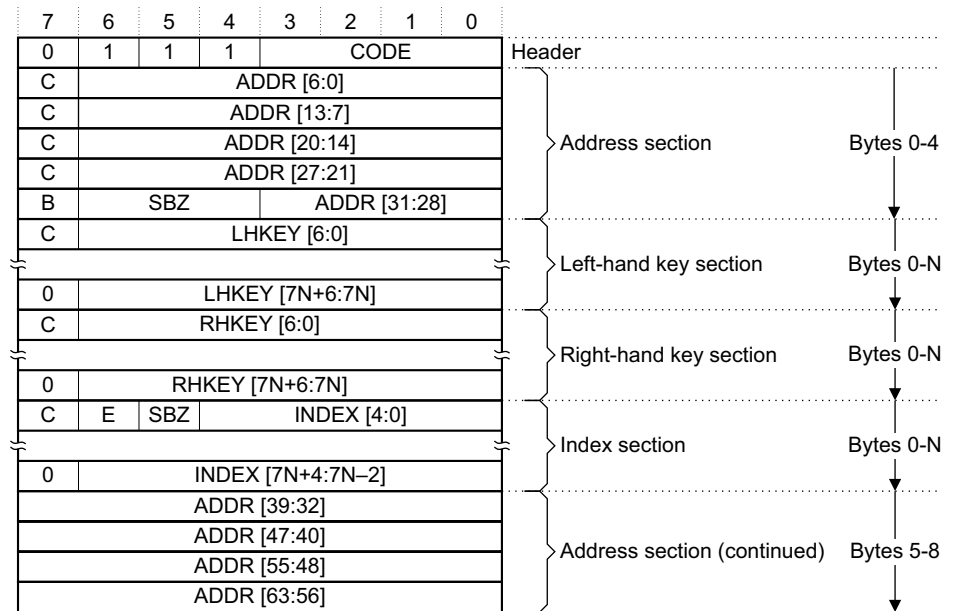 7 6 5 4 3 2 1 0
0 1 1 1 CODE Header
C ADDR [6:0]
C ADDR [13:7]
C ADDR [20:14] Address section Bytes 0-4
C ADDR [27:21]
B SBZ ADDR [31:28]
C LHKEY [6:0]
Left-hand key section Bytes 0-N
0 LHKEY [7N+6:7N]
C RHKEY [6:0]
Right-hand key section Bytes 0-N
0 RHKEY [7N+6:7N]
C E SBZ INDEX [4:0]
Index section Bytes 0-N
0 INDEX [7N+4:7N–2]
ADDR [39:32]
ADDR [47:40]
Address section (continued) Bytes 5-8
ADDR [55:48]
ADDR [63:56]